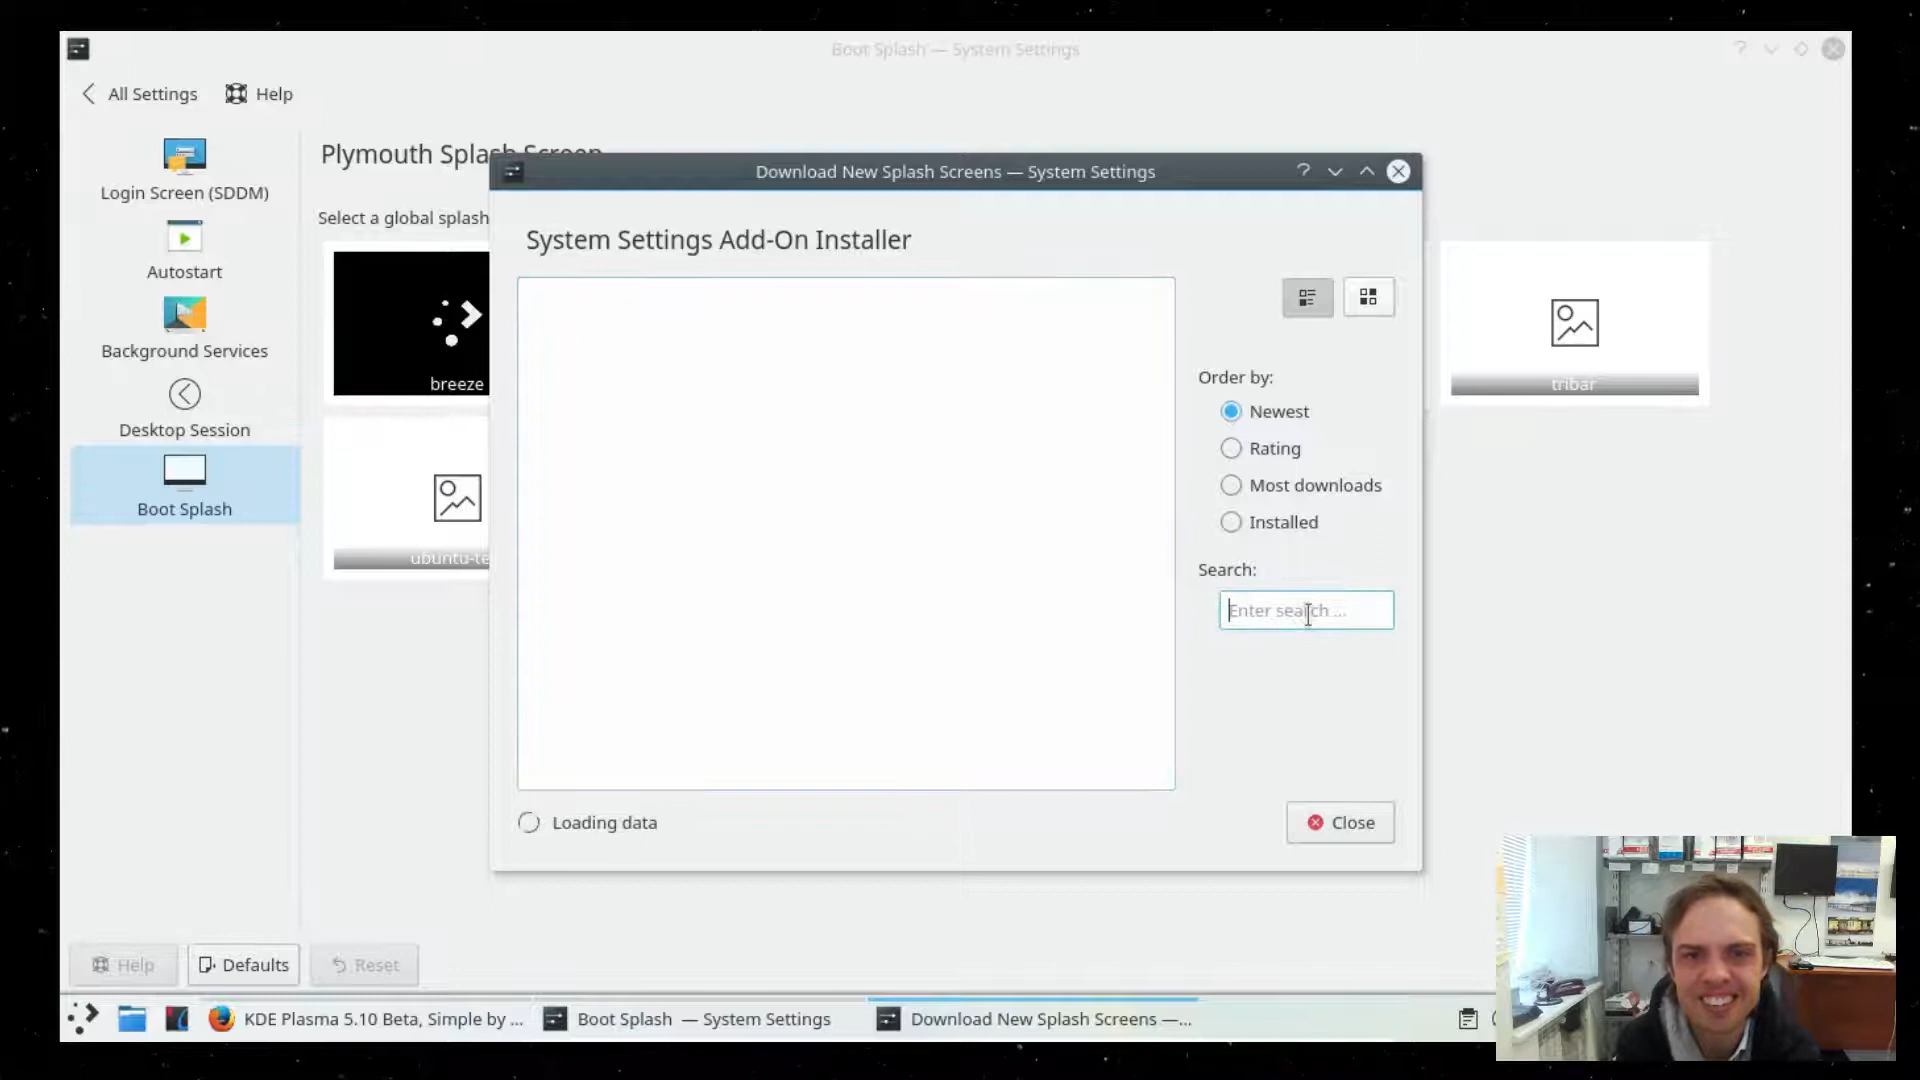 Boot Splash — System Settings
All Settings
Help
Login Screen (SDDM)
Autostart
Background Services
Desktop Session
Boot Splash
Plymouth Splash Screen
Select a global splash
breeze
ubuntu-te
tribar
Download New Splash Screens — System Settings
System Settings Add-On Installer
Order by:
Newest
Rating
Most downloads
Installed
Search:
Enter search ...
Loading data
Close
Help
Defaults
Reset
KDE Plasma 5.10 Beta, Simple by ...
Boot Splash — System Settings
Download New Splash Screens —...